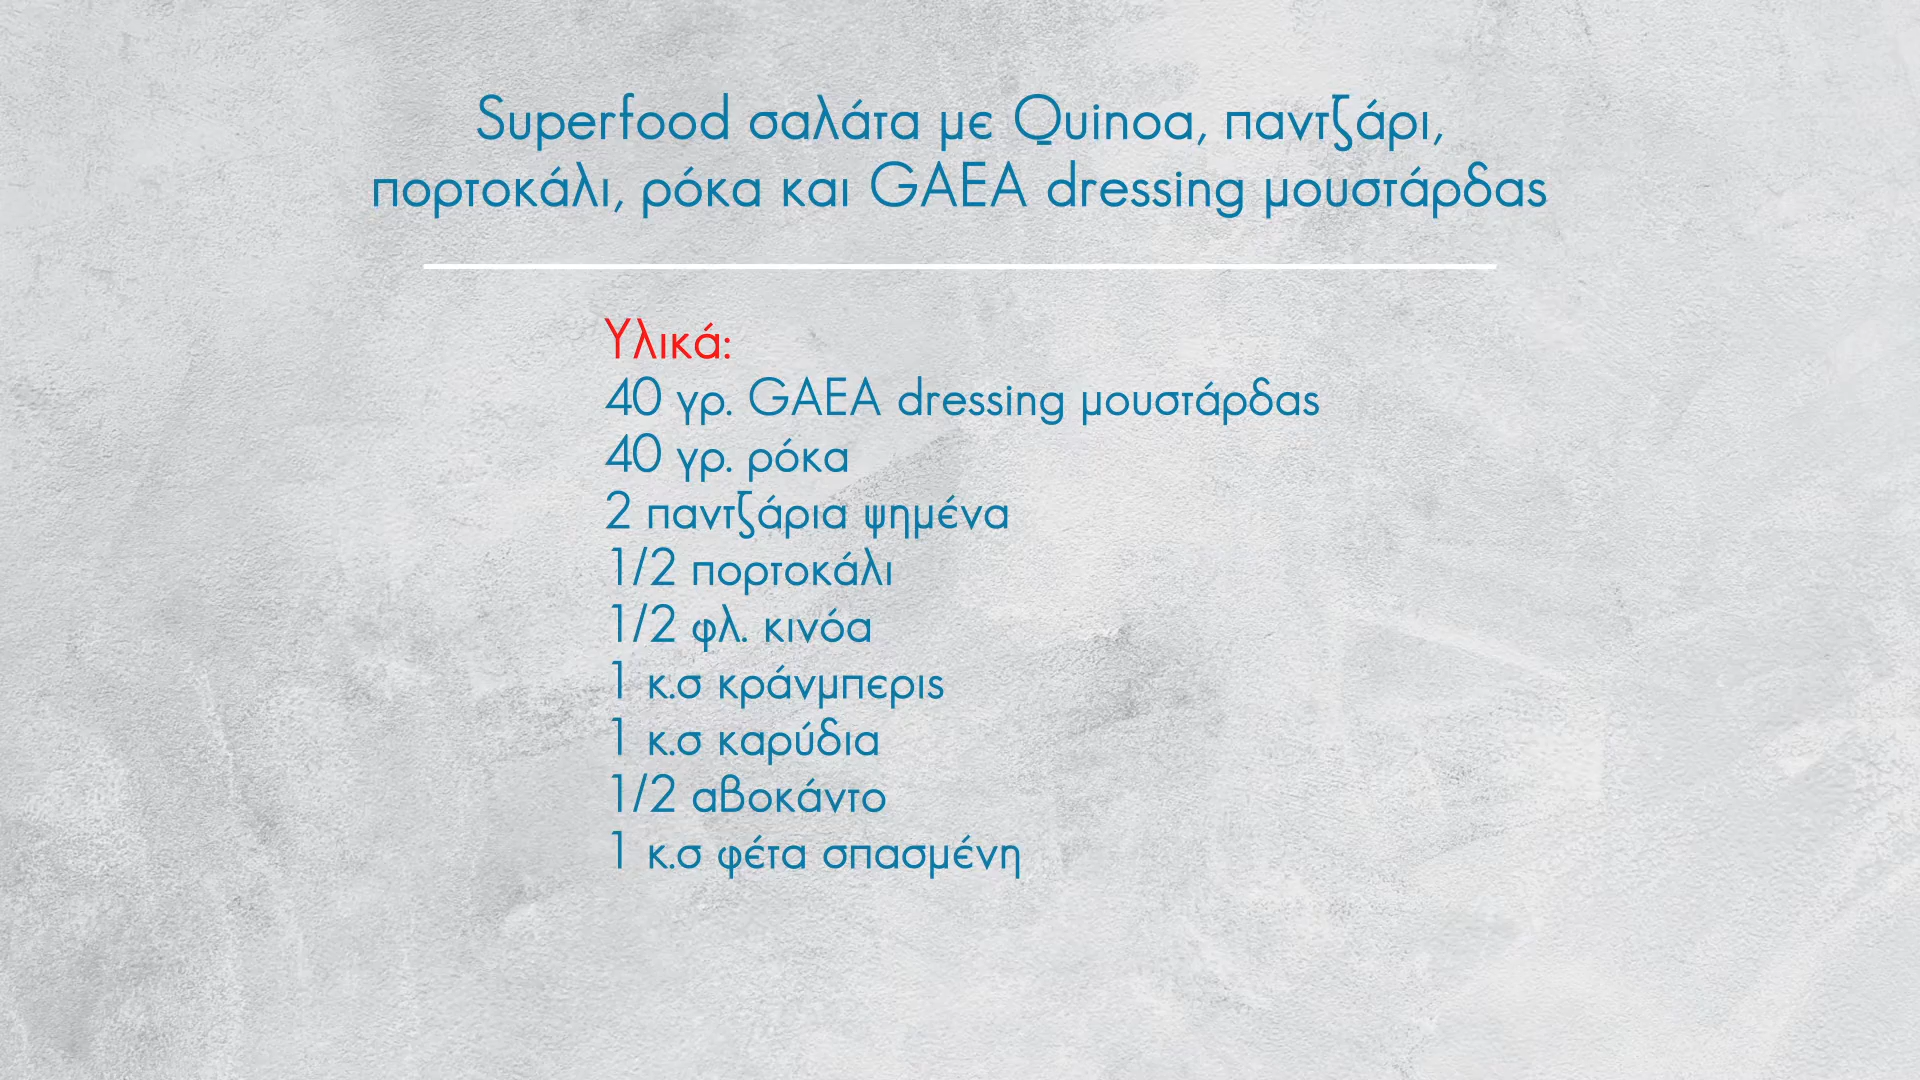 Superfood σαλάτα με Quinoa, παντζάρι,
πορτοκάλι, ρόκα και GAEA dressing μουστάρδας
Υλικά:
40 γρ. GAEA dressing μουστάρδας
40 γρ. ρόκα
2 παντζάρια ψημένα
1/2 πορτοκάλι
1/2 φλ. κινόα
1 κ.σ κράνμπερις
1 κ.σ καρύδια
1/2 αβοκάντο
1 κ.σ φέτα σπασμένη